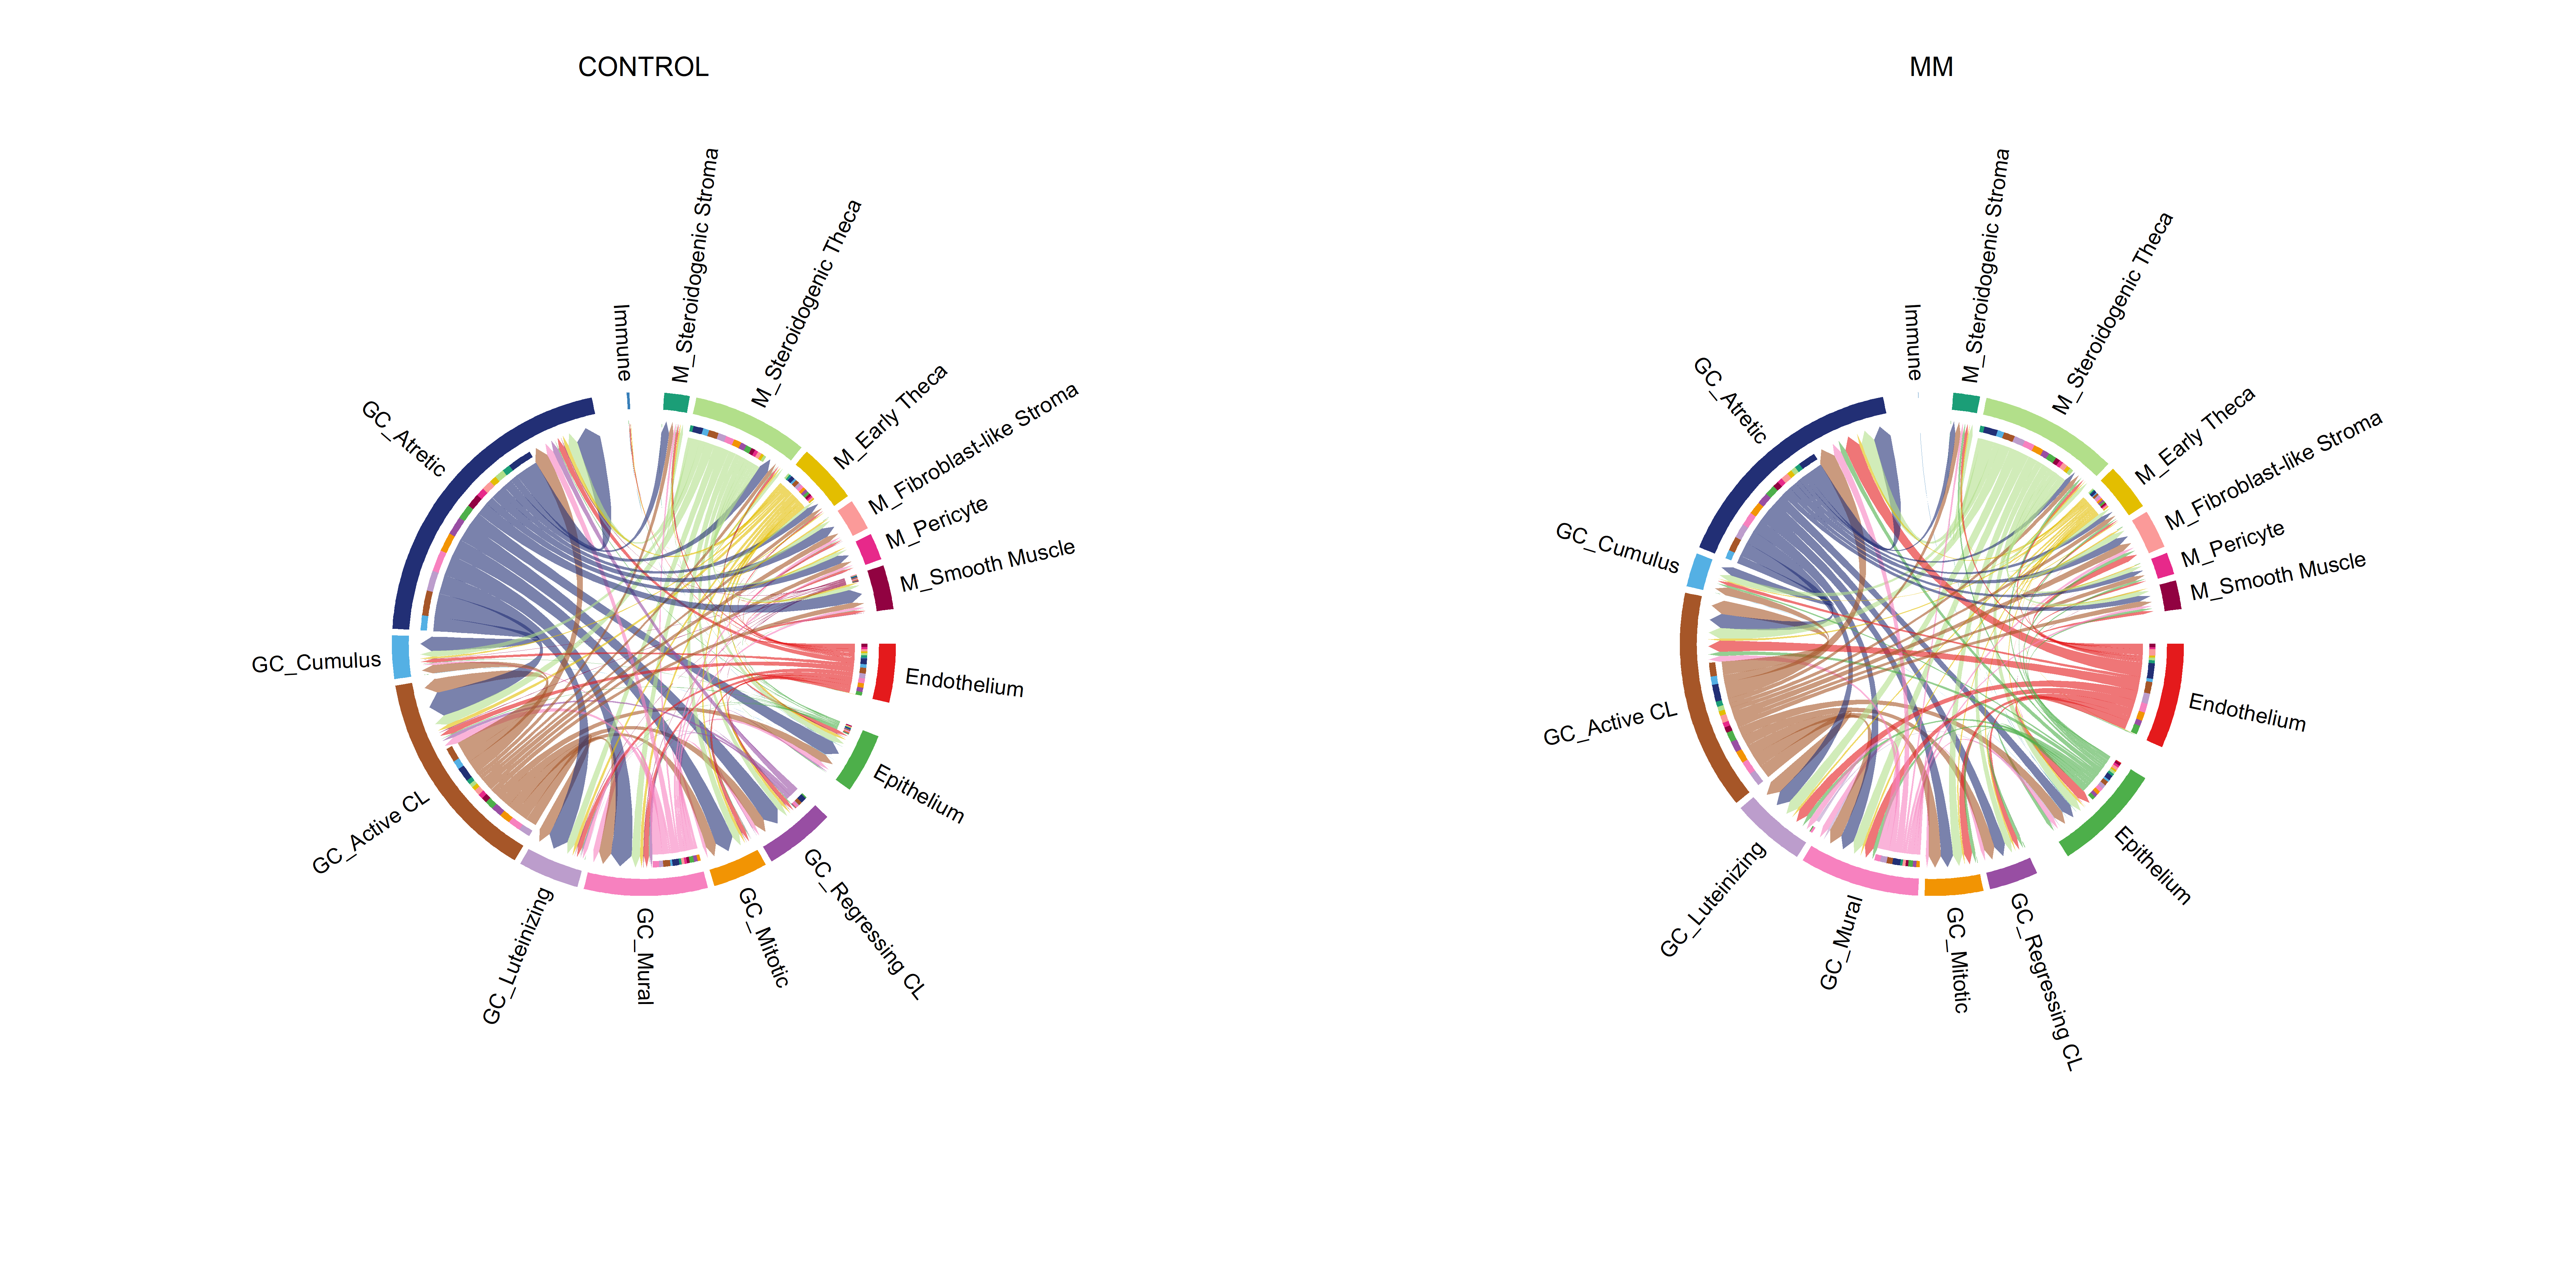 CONTROL
Immune
M_Steroidogenic Stroma
M_Steroidogenic Theca
M_Early Theca
M_Fibroblast-like Stroma
M_Pericyte
M_Smooth Muscle
Endothelium
Epithelium
GC_Regressing CL
GC_Mitotic
GC_Mural
GC_Luteinizing
GC_Active CL
GC_Cumulus
GC_Atretic
MM
Immune
M_Steroidogenic Stroma
M_Steroidogenic Theca
M_Early Theca
M_Fibroblast-like Stroma
M_Pericyte
M_Smooth Muscle
Endothelium
Epithelium
GC_Regressing CL
GC_Mitotic
GC_Mural
GC_Luteinizing
GC_Active CL
GC_Cumulus
GC_Atretic